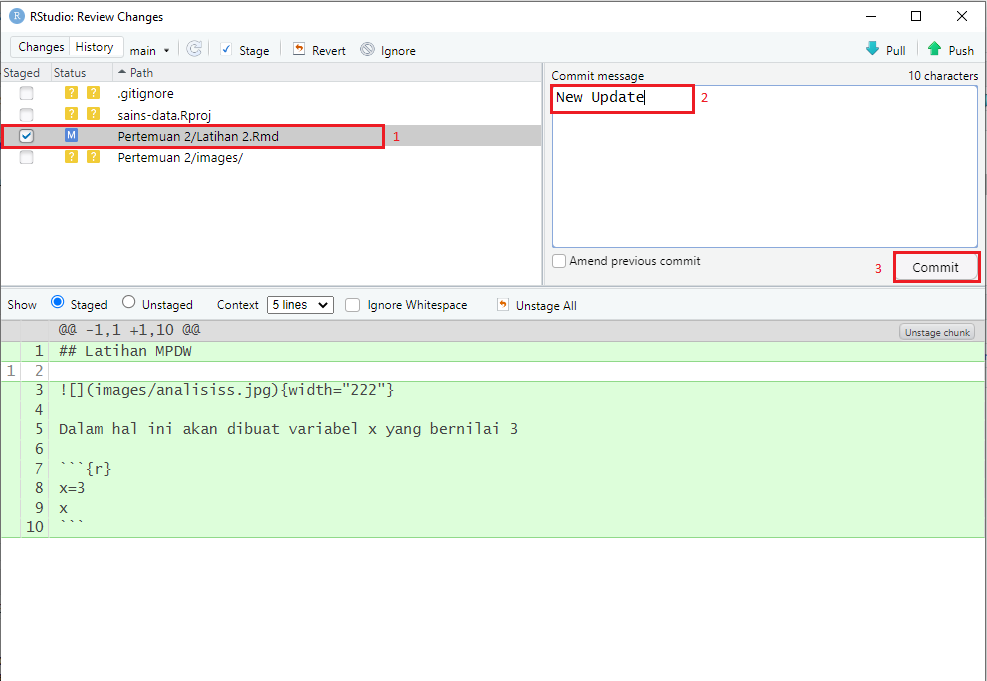 RStudio: Review Changes
Changes History main Stage Revert Ignore Pull Push
Staged Status Path
? ? .gitignore
? ? sains-data.Rproj
M Pertemuan 2/Latihan 2.Rmd 1
? ? Pertemuan 2/images/
Commit message 10 characters
New Update 2
Amend previous commit 3 Commit
Show Staged Unstaged Context 5 lines Ignore Whitespace Unstage All
@@ -1,1 +1,10 @@ Unstage chunk
1 ## Latihan MPDW
1 2
3 ![](images/analisiss.jpg){width="222"}
4
5 Dalam hal ini akan dibuat variabel x yang bernilai 3
6
7 ```{r}
8 x=3
9 x
10 ```